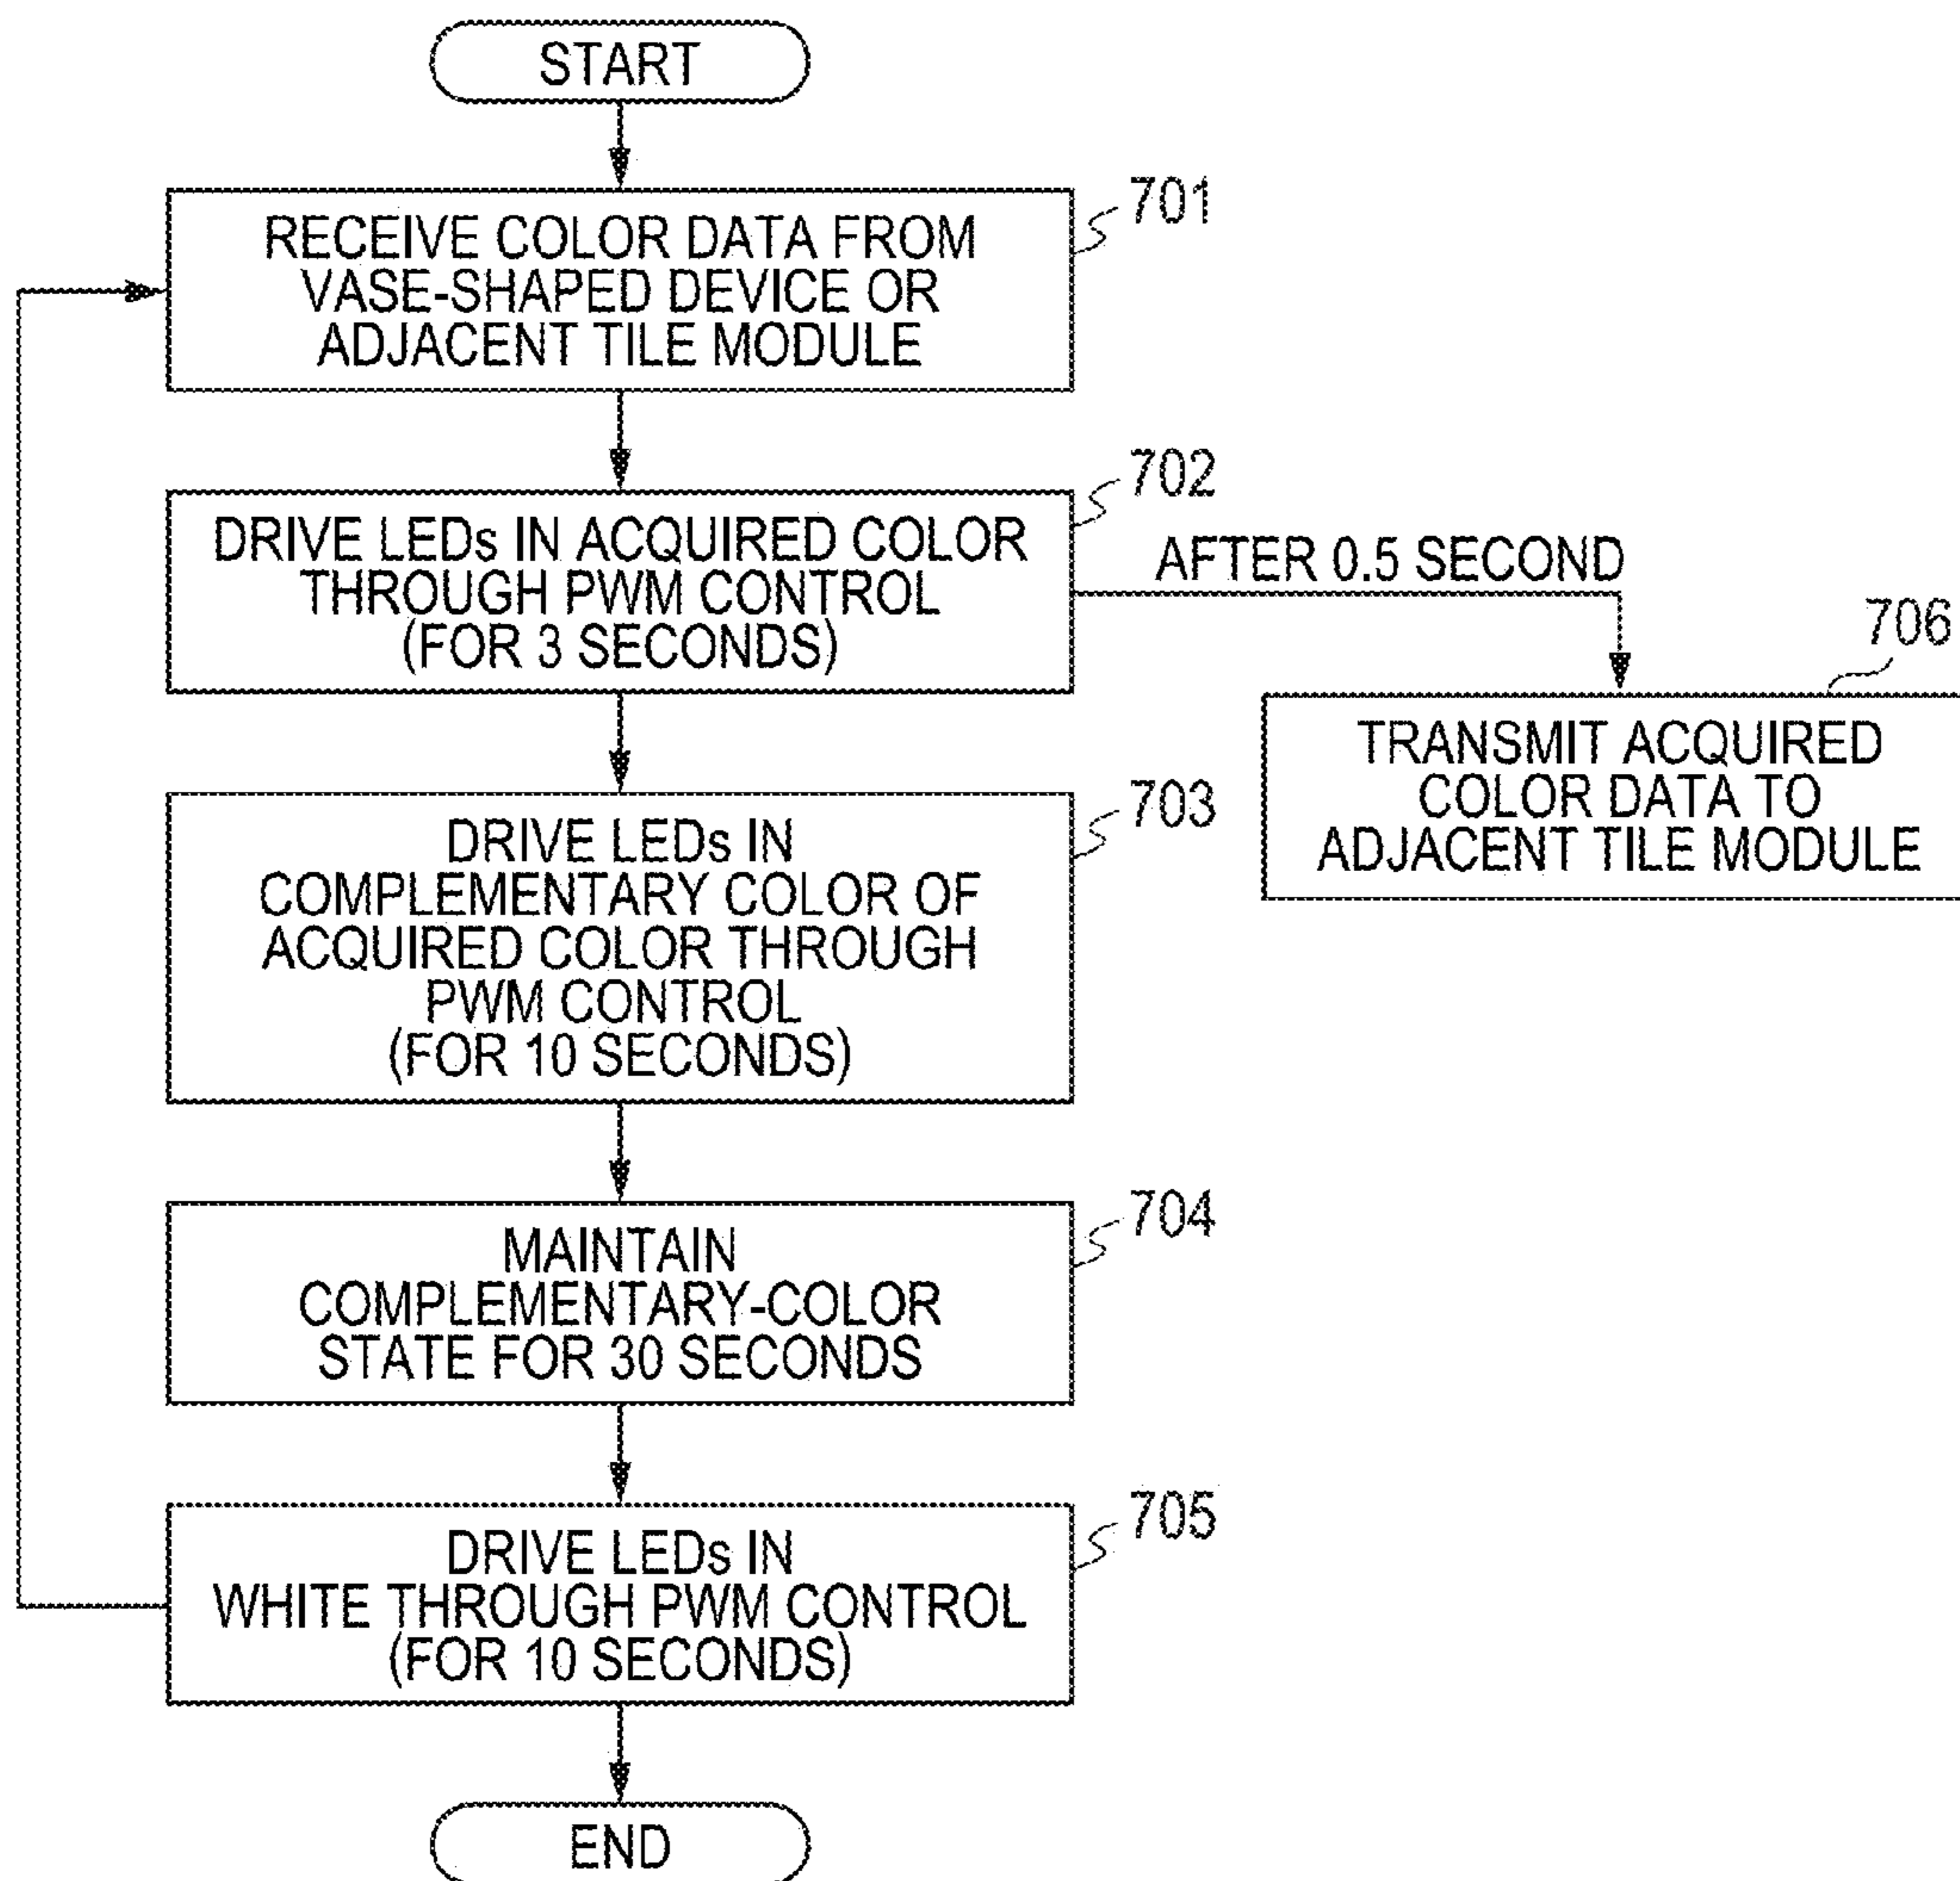 START
701
RECEIVE COLOR DATA FROM
VASE-SHAPED DEVICE OR
ADJACENT TILE MODULE
702
DRIVE LEDs IN ACQUIRED COLOR
THROUGH PWM CONTROL
(FOR 3 SECONDS)
AFTER 0.5 SECOND
706
TRANSMIT ACQUIRED
COLOR DATA TO
ADJACENT TILE MODULE
703
DRIVE LEDs IN
COMPLEMENTARY COLOR OF
ACQUIRED COLOR THROUGH
PWM CONTROL
(FOR 10 SECONDS)
704
MAINTAIN
COMPLEMENTARY-COLOR
STATE FOR 30 SECONDS
705
DRIVE LEDs IN
WHITE THROUGH PWM CONTROL
(FOR 10 SECONDS)
END